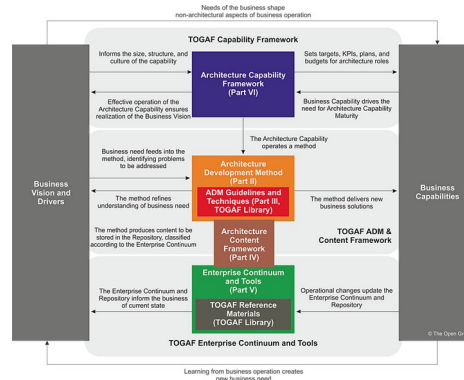 Needs of the business shape
non-architectural aspects of business operation
TOGAF Capability Framework
Informs the size, structure, and
culture of the capability
Architecture Capability
Framework
(Part VI)
Sets targets, KPIs, plans, and
budgets for architecture roles
Effective operation of the
Architecture Capability ensures
realization of the Business Vision
Business Capability drives the
need for Architecture Capability
Maturity
The Architecture Capability
operates a method
Business need feeds into the
method, identifying problems
to be addressed
Architecture
Development Method
(Part II)
ADM Guidelines and
Techniques (Part III,
TOGAF Library)
Business
Vision and
Drivers
Business
Capabilities
The method refines
understanding of business need
The method delivers new
business solutions
The method produces content to
be stored in the Repository, classified
according to the Enterprise Continuum
Architecture
Content
Framework
(Part IV)
TOGAF ADM &
Content Framework
Enterprise Continuum
and Tools
(Part V)
TOGAF Reference
Materials
(TOGAF Library)
The Enterprise Continuum and
Repository inform the business
of current state
Operational changes update the
Enterprise Continuum and
Repository
© The Open Gr
TOGAF Enterprise Continuum and Tools
Learning from business operation creates
new business need